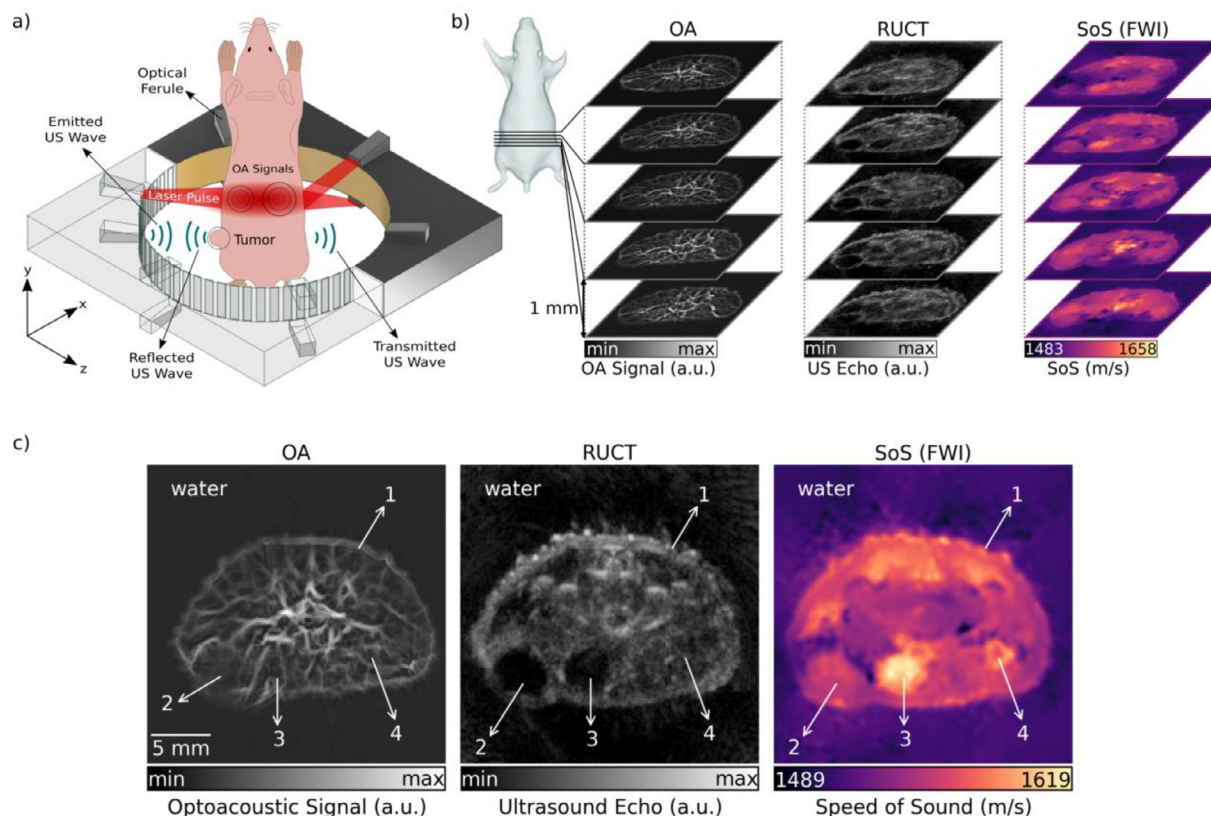 a)
Optical
Ferule
Emitted
US Wave
OA Signals
Laser Pulse
Tumor
y
x
z
Reflected
US Wave
Transmitted
US Wave
b)
OA
RUCT
SoS (FWI)
1 mm
min max
OA Signal (a.u.)
min max
US Echo (a.u.)
1483 1658
SoS (m/s)
c)
OA
RUCT
SoS (FWI)
water
1
2
3
4
5 mm
min max
Optoacoustic Signal (a.u.)
water
1
2
3
4
min max
Ultrasound Echo (a.u.)
water
1
2
3
4
1489 1619
Speed of Sound (m/s)